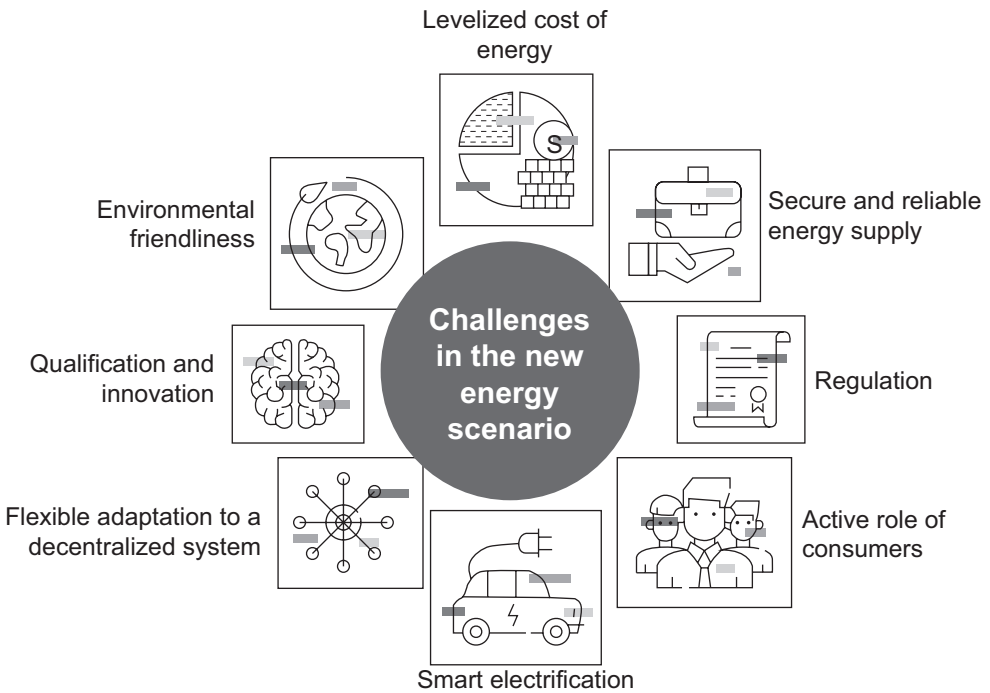 Levelized cost of
energy
Secure and reliable
energy supply
Regulation
Active role of
consumers
Smart electrification
Flexible adaptation to a
decentralized system
Qualification and
innovation
Environmental
friendliness
Challenges
in the new
energy
scenario
S